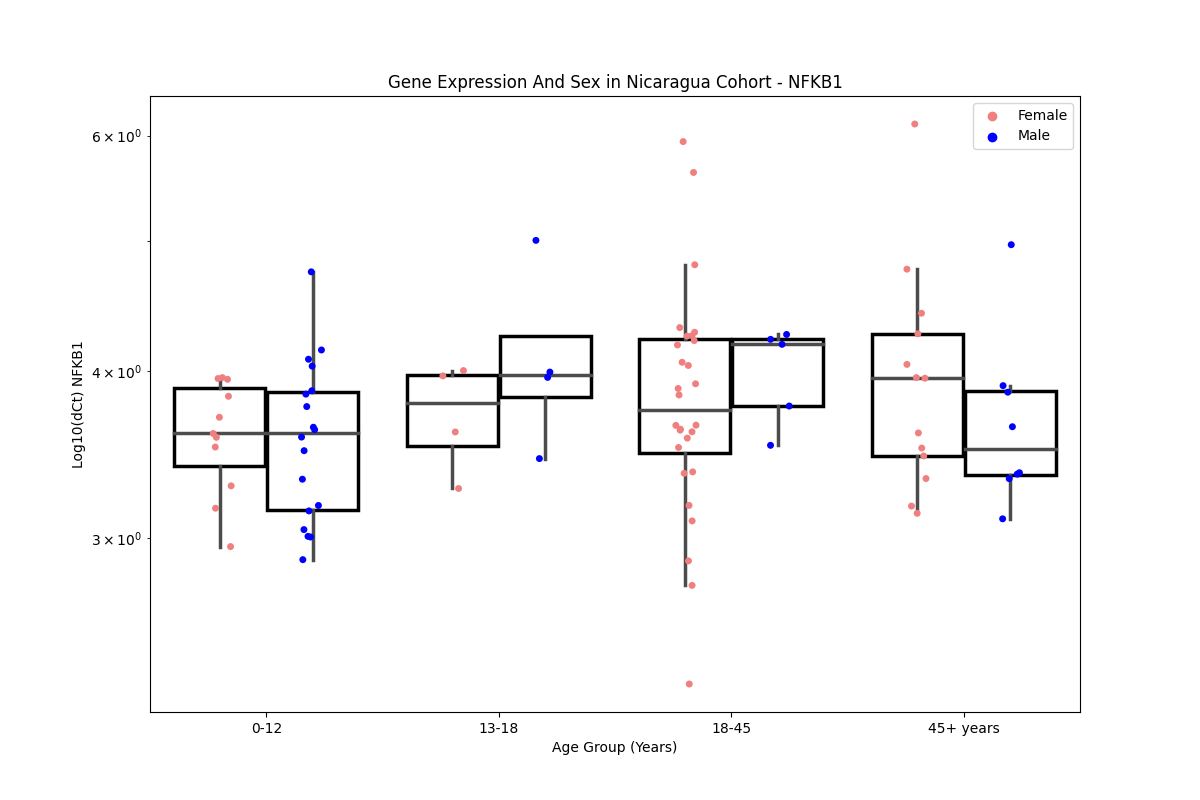 Gene Expression And Sex in Nicaragua Cohort - NFKB1
Female
Male
6 × 10⁰
4 × 10⁰
3 × 10⁰
Log10(dCt) NFKB1
0-12
13-18
18-45
45+ years
Age Group (Years)